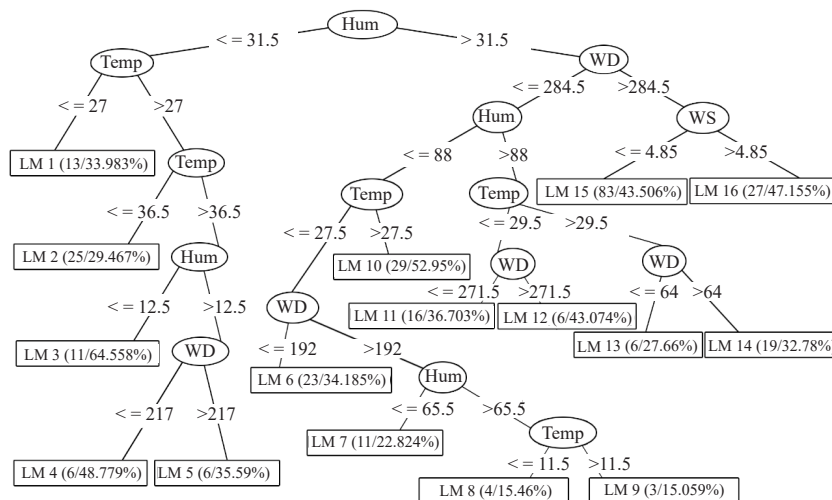 Hum
<= 31.5 > 31.5
Temp WD
<= 27 >27 <= 284.5 >284.5
Hum WS
LM 1 (13/33.983%) Temp <= 88 >88 <= 4.85 >4.85
Temp Temp LM 15 (83/43.506%) LM 16 (27/47.155%)
<= 36.5 >36.5 <= 27.5 >27.5 <= 29.5 >29.5
LM 2 (25/29.467%) Hum LM 10 (29/52.95%) WD WD
<= 12.5 >12.5 WD <= 271.5 >271.5 <= 64 >64
LM 11 (16/36.703%) LM 12 (6/43.074%)
LM 3 (11/64.558%) WD <= 192 >192 LM 13 (6/27.66%) LM 14 (19/32.78%)
LM 6 (23/34.185%) Hum
<= 217 >217 <= 65.5 >65.5
LM 7 (11/22.824%) Temp
LM 4 (6/48.779%) LM 5 (6/35.59%) <= 11.5 >11.5
LM 8 (4/15.46%) LM 9 (3/15.059%)